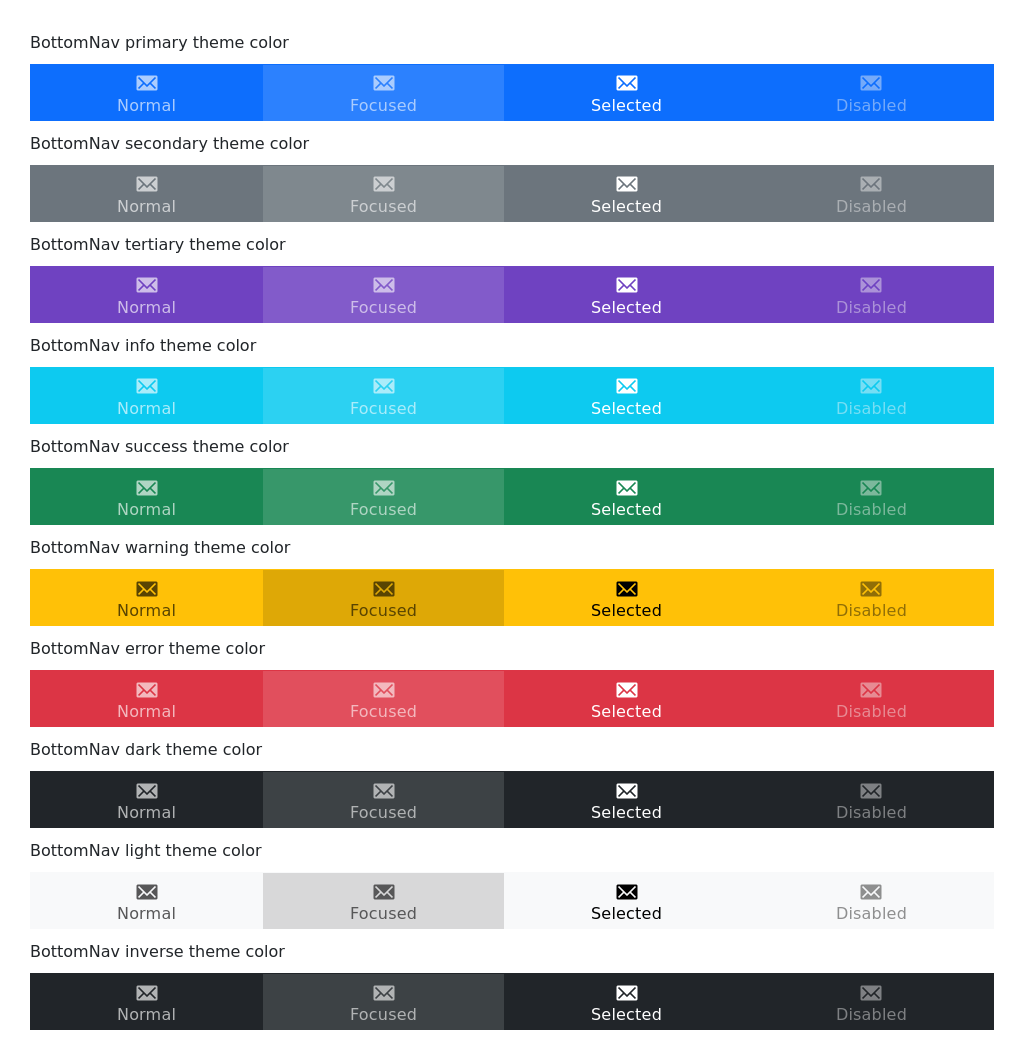 BottomNav primary theme color
Normal Focused Selected Disabled
BottomNav secondary theme color
Normal Focused Selected Disabled
BottomNav tertiary theme color
Normal Focused Selected Disabled
BottomNav info theme color
Normal Focused Selected Disabled
BottomNav success theme color
Normal Focused Selected Disabled
BottomNav warning theme color
Normal Focused Selected Disabled
BottomNav error theme color
Normal Focused Selected Disabled
BottomNav dark theme color
Normal Focused Selected Disabled
BottomNav light theme color
Normal Focused Selected Disabled
BottomNav inverse theme color
Normal Focused Selected Disabled